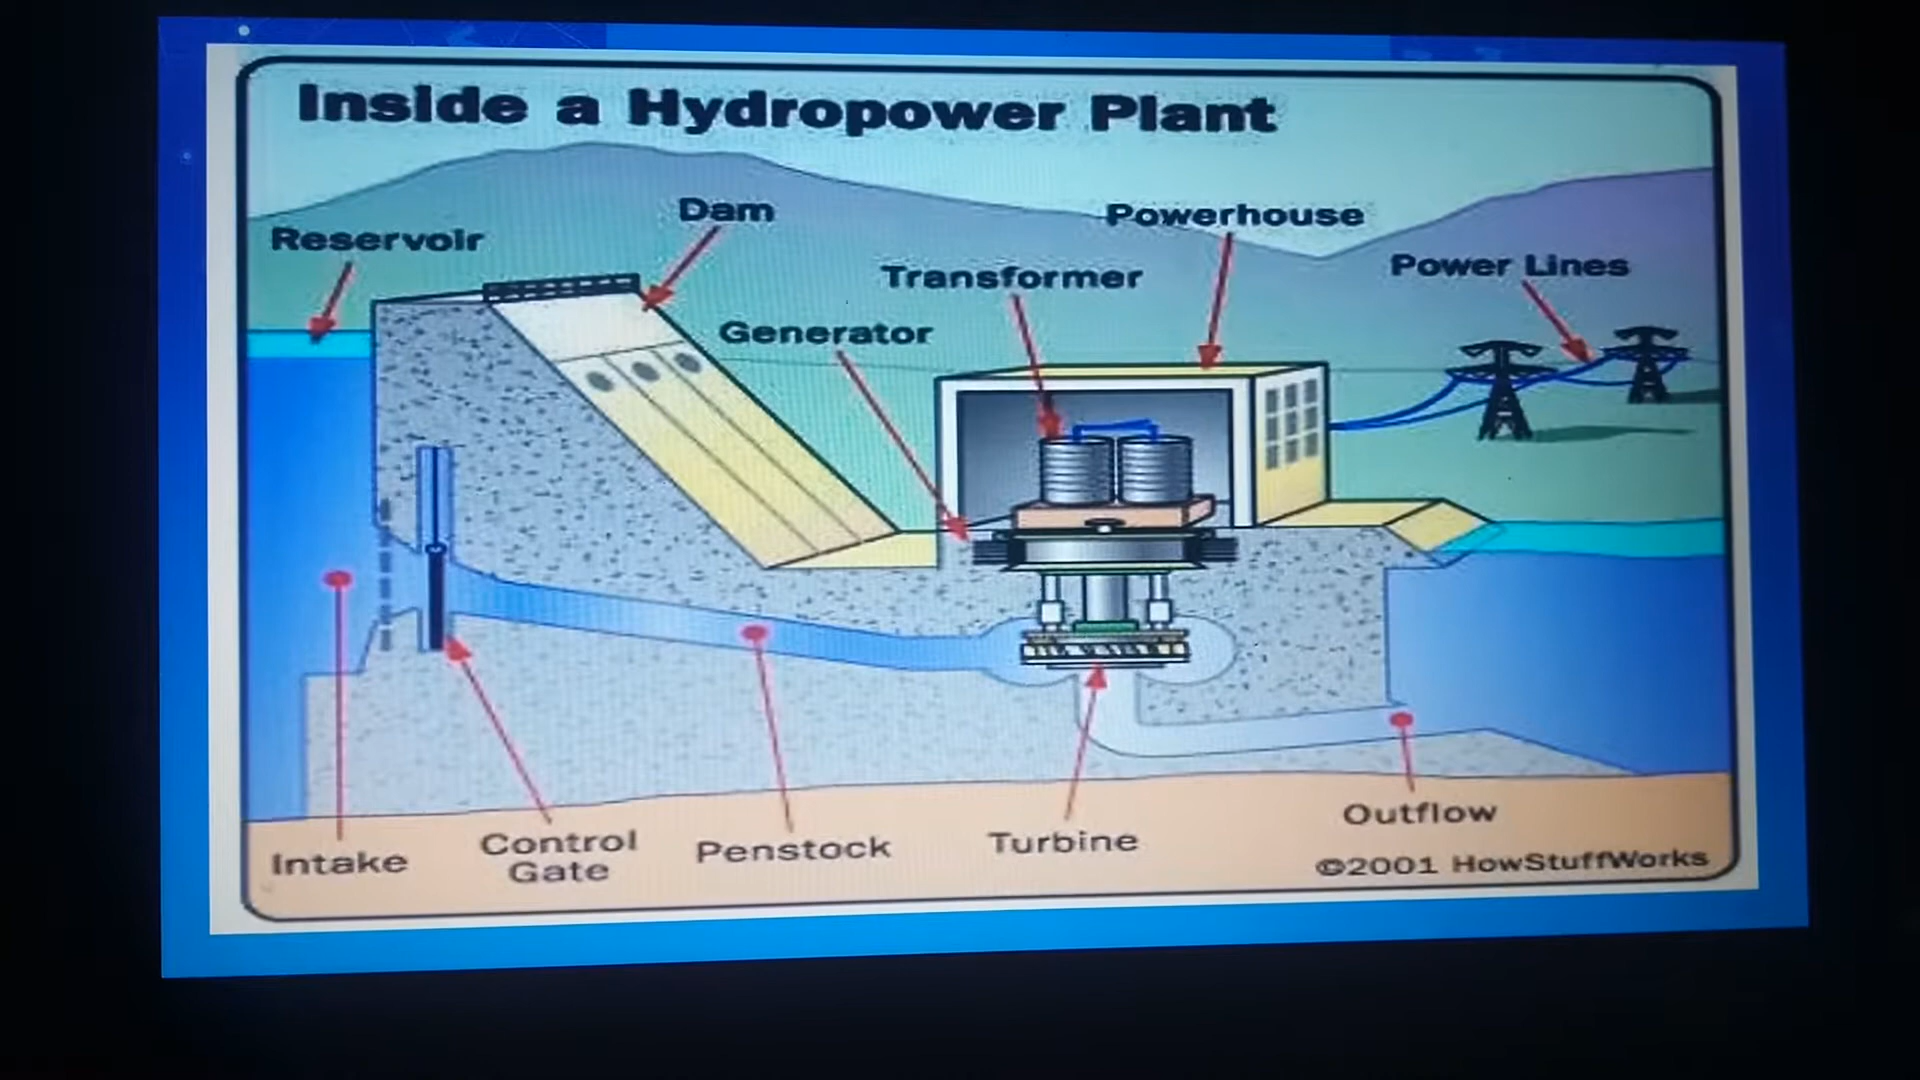 Inside a Hydropower Plant
Dam
Reservoir
Powerhouse
Transformer
Power Lines
Generator
Intake
Control
Gate
Penstock
Turbine
Outflow
©2001 HowStuffWorks